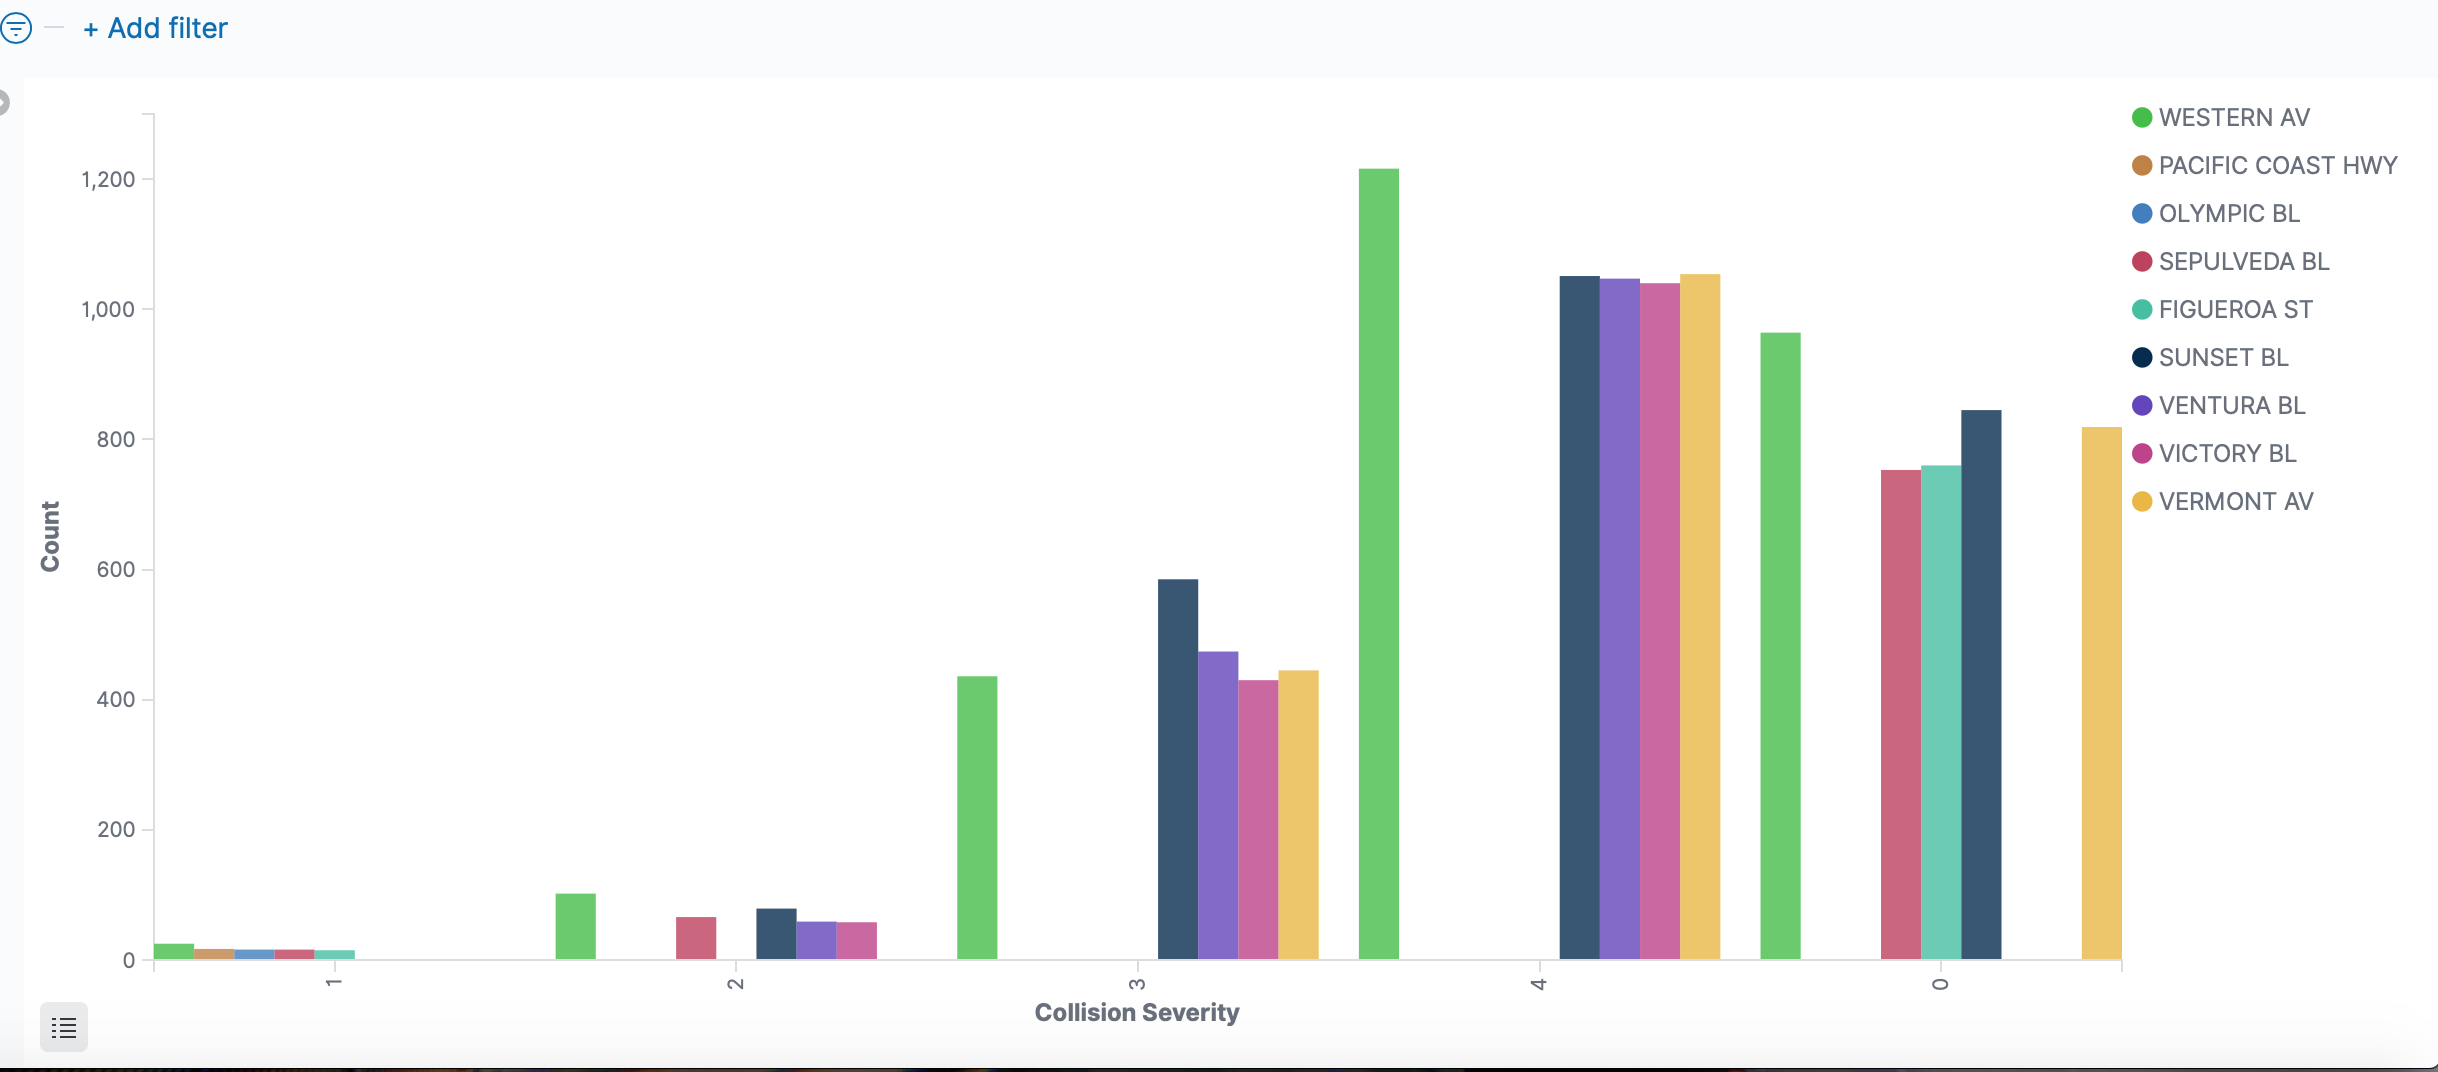 + Add filter
1,200
1,000
800
600
400
200
0
Count
1
2
3
4
0
Collision Severity
WESTERN AV
PACIFIC COAST HWY
OLYMPIC BL
SEPULVEDA BL
FIGUEROA ST
SUNSET BL
VENTURA BL
VICTORY BL
VERMONT AV